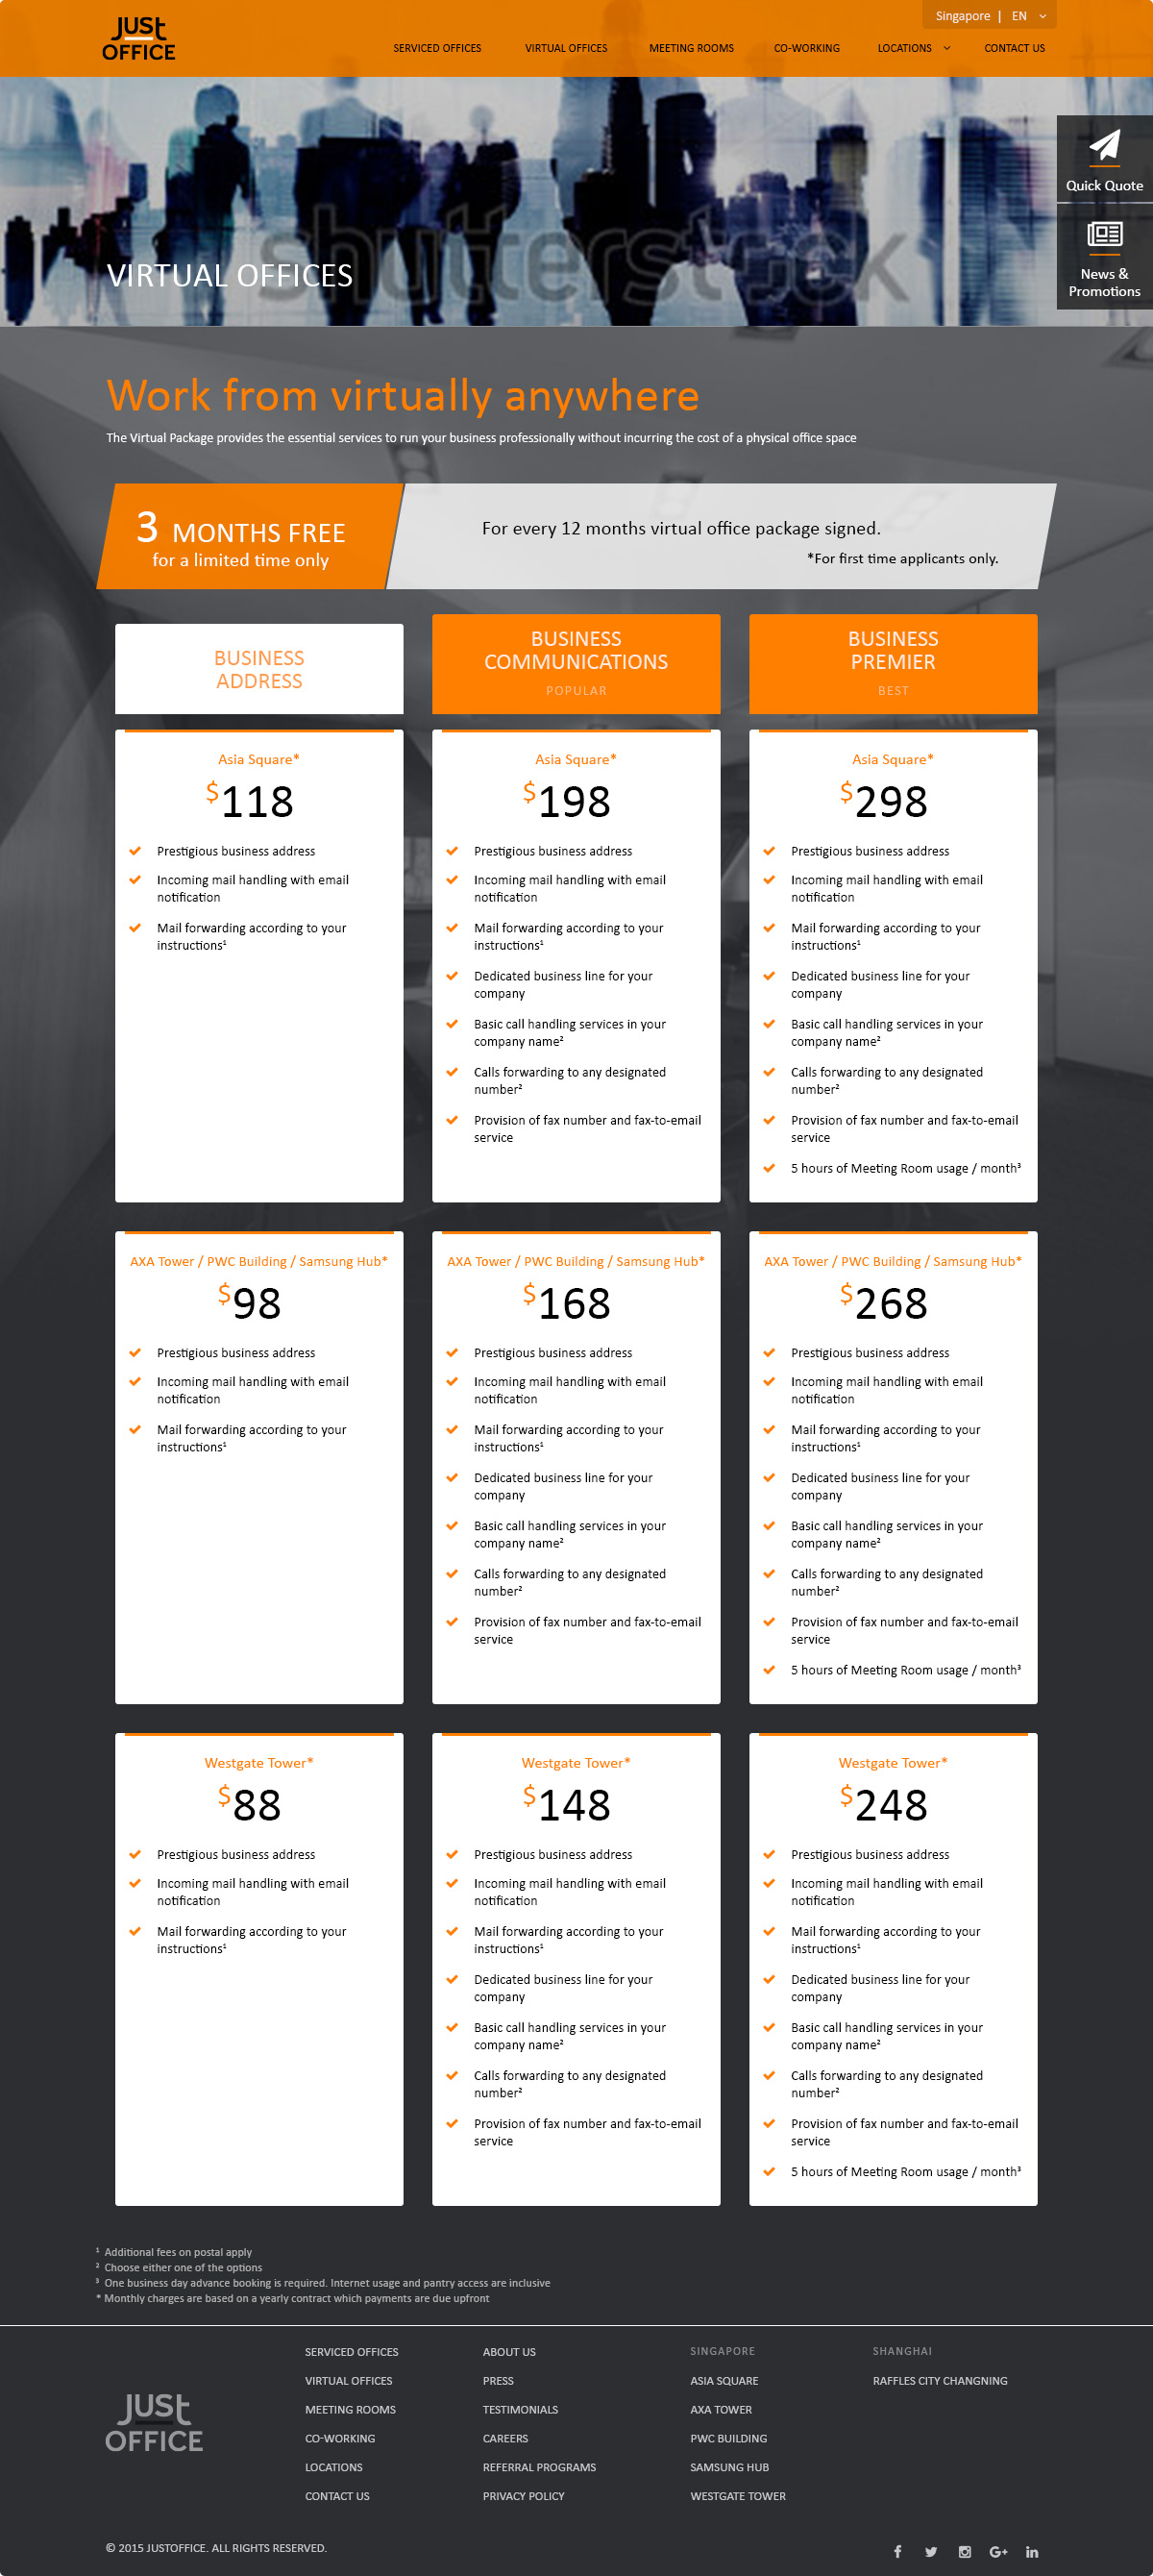 JUST
OFFICE
Singapore | EN
SERVICED OFFICES VIRTUAL OFFICES MEETING ROOMS CO-WORKING LOCATIONS CONTACT US
shutterstock
Quick Quote
News &
Promotions
VIRTUAL OFFICES
Work from virtually anywhere
The Virtual Package provides the essential services to run your business professionally without incurring the cost of a physical office space
3 MONTHS FREE
for a limited time only
For every 12 months virtual office package signed.
*For first time applicants only.
BUSINESS
ADDRESS
BUSINESS
COMMUNICATIONS
POPULAR
BUSINESS
PREMIER
BEST
Asia Square*
$118
Prestigious business address
Incoming mail handling with email
notification
Mail forwarding according to your
instructions¹
Asia Square*
$198
Prestigious business address
Incoming mail handling with email
notification
Mail forwarding according to your
instructions¹
Dedicated business line for your
company
Basic call handling services in your
company name²
Calls forwarding to any designated
number²
Provision of fax number and fax-to-email
service
Asia Square*
$298
Prestigious business address
Incoming mail handling with email
notification
Mail forwarding according to your
instructions¹
Dedicated business line for your
company
Basic call handling services in your
company name²
Calls forwarding to any designated
number²
Provision of fax number and fax-to-email
service
5 hours of Meeting Room usage / month³
AXA Tower / PWC Building / Samsung Hub*
$98
Prestigious business address
Incoming mail handling with email
notification
Mail forwarding according to your
instructions¹
AXA Tower / PWC Building / Samsung Hub*
$168
Prestigious business address
Incoming mail handling with email
notification
Mail forwarding according to your
instructions¹
Dedicated business line for your
company
Basic call handling services in your
company name²
Calls forwarding to any designated
number²
Provision of fax number and fax-to-email
service
AXA Tower / PWC Building / Samsung Hub*
$268
Prestigious business address
Incoming mail handling with email
notification
Mail forwarding according to your
instructions¹
Dedicated business line for your
company
Basic call handling services in your
company name²
Calls forwarding to any designated
number²
Provision of fax number and fax-to-email
service
5 hours of Meeting Room usage / month³
Westgate Tower*
$88
Prestigious business address
Incoming mail handling with email
notification
Mail forwarding according to your
instructions¹
Westgate Tower*
$148
Prestigious business address
Incoming mail handling with email
notification
Mail forwarding according to your
instructions¹
Dedicated business line for your
company
Basic call handling services in your
company name²
Calls forwarding to any designated
number²
Provision of fax number and fax-to-email
service
Westgate Tower*
$248
Prestigious business address
Incoming mail handling with email
notification
Mail forwarding according to your
instructions¹
Dedicated business line for your
company
Basic call handling services in your
company name²
Calls forwarding to any designated
number²
Provision of fax number and fax-to-email
service
5 hours of Meeting Room usage / month³
¹ Additional fees on postal apply
² Choose either one of the options
³ One business day advance booking is required. Internet usage and pantry access are inclusive
* Monthly charges are based on a yearly contract which payments are due upfront
JUST
OFFICE
SERVICED OFFICES
VIRTUAL OFFICES
MEETING ROOMS
CO-WORKING
LOCATIONS
CONTACT US
ABOUT US
PRESS
TESTIMONIALS
CAREERS
REFERRAL PROGRAMS
PRIVACY POLICY
SINGAPORE
ASIA SQUARE
AXA TOWER
PWC BUILDING
SAMSUNG HUB
WESTGATE TOWER
SHANGHAI
RAFFLES CITY CHANGNING
© 2015 JUSTOFFICE. ALL RIGHTS RESERVED.